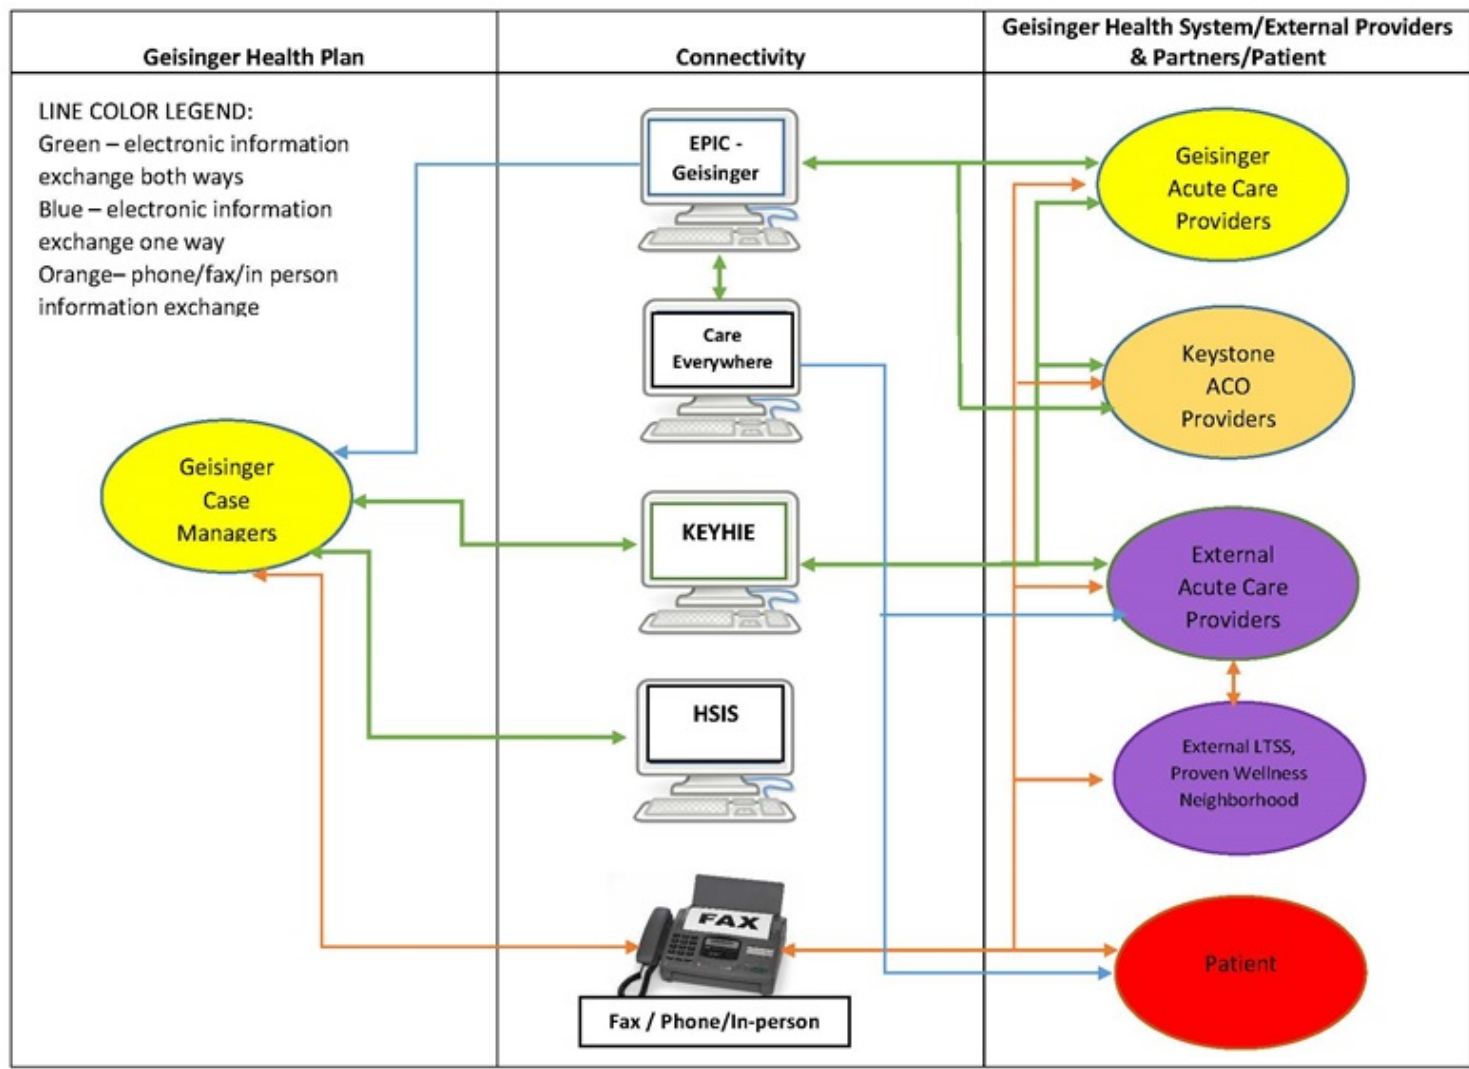 Geisinger Health Plan
Connectivity
Geisinger Health System/External Providers
& Partners/Patient
LINE COLOR LEGEND:
Green – electronic information
exchange both ways
Blue – electronic information
exchange one way
Orange– phone/fax/in person
information exchange
Geisinger
Case
Managers
EPIC -
Geisinger
Care
Everywhere
KEYHIE
HSIS
FAX
Fax / Phone/In-person
Geisinger
Acute Care
Providers
Keystone
ACO
Providers
External
Acute Care
Providers
External LTSS,
Proven Wellness
Neighborhood
Patient